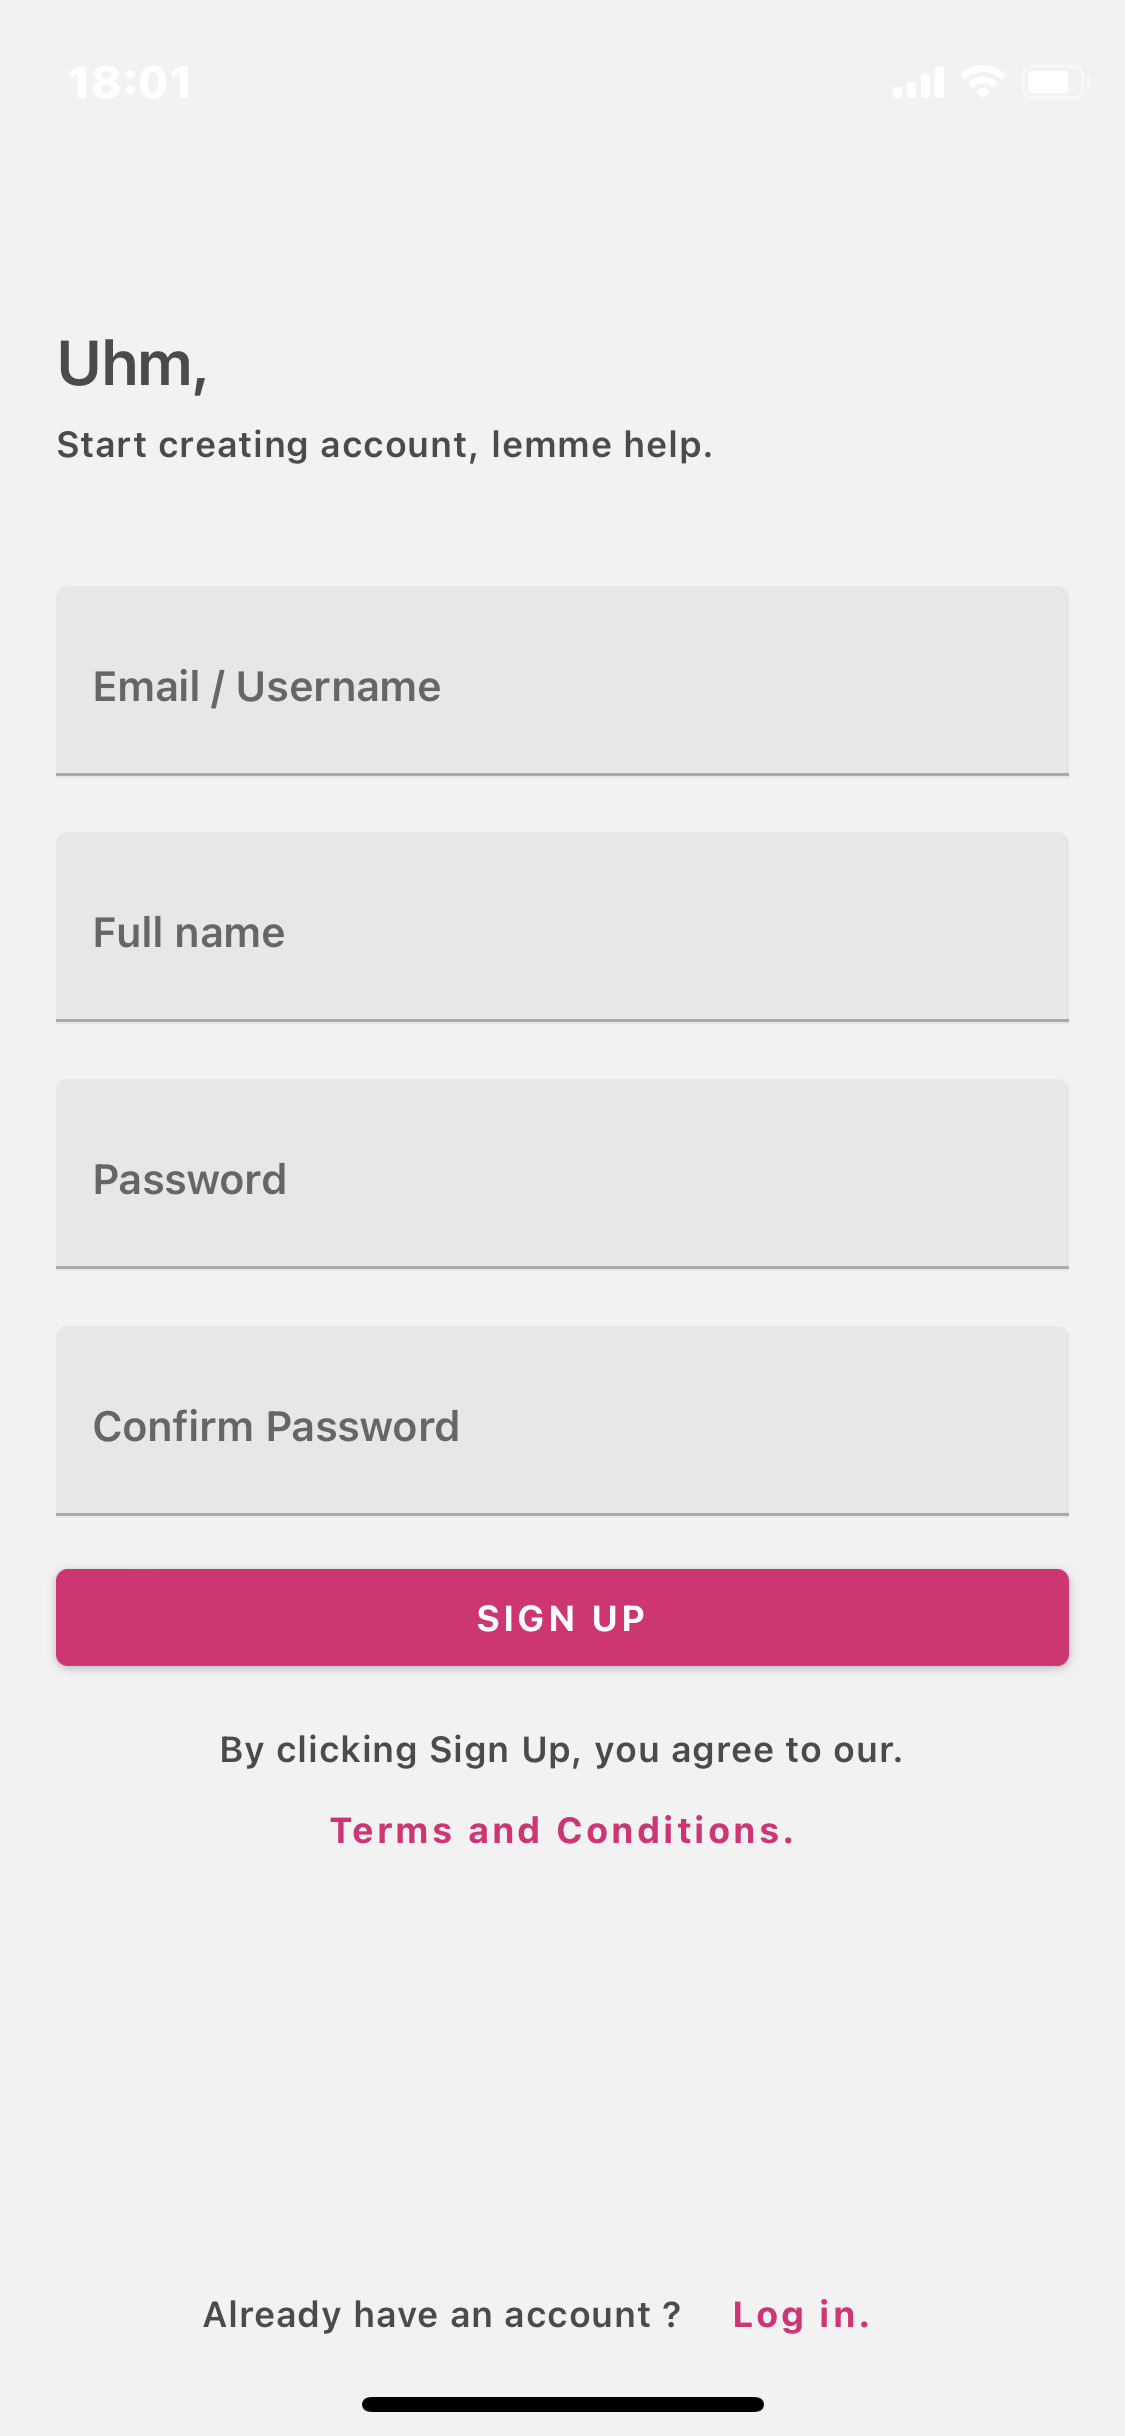 18:01
Uhm,
Start creating account, lemme help.
Email / Username
Full name
Password
Confirm Password
SIGN UP
By clicking Sign Up, you agree to our.
Terms and Conditions.
Already have an account ? Log in.